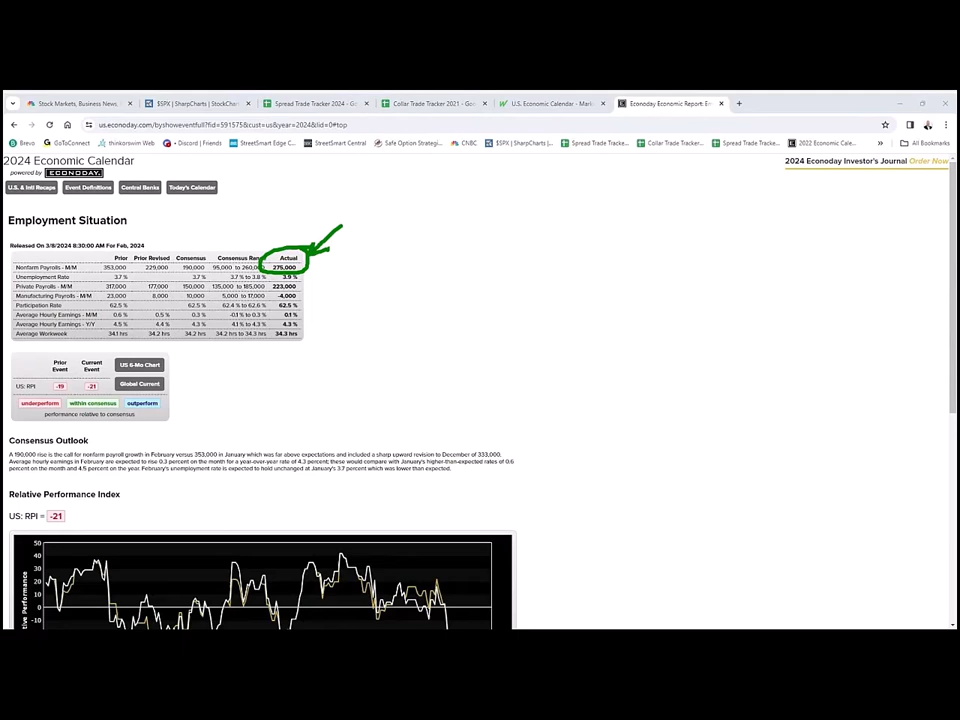 Stock Markets, Business News,
$SPX | SharpCharts | StockChar
Spread Trade Tracker 2024 - Go
Collar Trade Tracker 2021 - Goo
U.S. Economic Calendar - Mark
Econoday Economic Report: Em
us.econoday.com/byshoweventfull?fid=591575&cust=us&year=2024&lid=0#top
Brevo GoToConnect thinkorswim Web • Discord | Friends StreetSmart Edge C... StreetSmart Central Safe Option Strategi... CNBC $SPX | SharpCharts |... Spread Trade Tracke... Collar Trade Tracker... Spread Trade Tracke... 2022 Economic Cale... » All Bookmarks
2024 Economic Calendar
2024 Econoday Investor's Journal Order Now
powered by ECONODAY.
U.S. & Intl Recaps Event Definitions Central Banks Today's Calendar
Employment Situation
Released On 3/8/2024 8:30:00 AM For Feb, 2024
Prior Prior Revised Consensus Consensus Actual
Nonfarm Payrolls - M/M 353,000 229,000 190,000 95,000 to 260,000 275,000
Unemployment Rate 3.7 % 3.7 % 3.7 % to 3.8 % 3.9 %
Private Payrolls - M/M 317,000 177,000 150,000 135,000 to 185,000 223,000
Manufacturing Payrolls - M/M 23,000 8,000 10,000 5,000 to 17,000 -4,000
Participation Rate 62.5 % 62.5 % 62.4 % to 62.6 % 62.5 %
Average Hourly Earnings - M/M 0.6 % 0.5 % 0.3 % -0.1 % to 0.3 % 0.1 %
Average Hourly Earnings - Y/Y 4.5 % 4.4 % 4.3 % 4.1 % to 4.3 % 4.3 %
Average Workweek 34.1 hrs 34.2 hrs 34.2 hrs 34.2 hrs to 34.3 hrs 34.3 hrs
Prior Event
Current Event
US 6-Mo Chart
US: RPI -19 -21
Global Current
underperform within consensus outperform
performance relative to consensus
Consensus Outlook
A 190,000 rise is the call for nonfarm payroll growth in February versus 353,000 in January which was far above expectations and included a sharp upward revision to December of 333,000.
Average hourly earnings in February are expected to rise 0.3 percent on the month for a year-over-year rate of 4.3 percent; these would compare with January's higher-than-expected rates of 0.6
percent on the month and 4.5 percent on the year. February's unemployment rate is expected to hold unchanged at January's 3.7 percent which was lower than expected.
Relative Performance Index
US: RPI = -21
50
40
30
20
10
0
-10
tive Performance